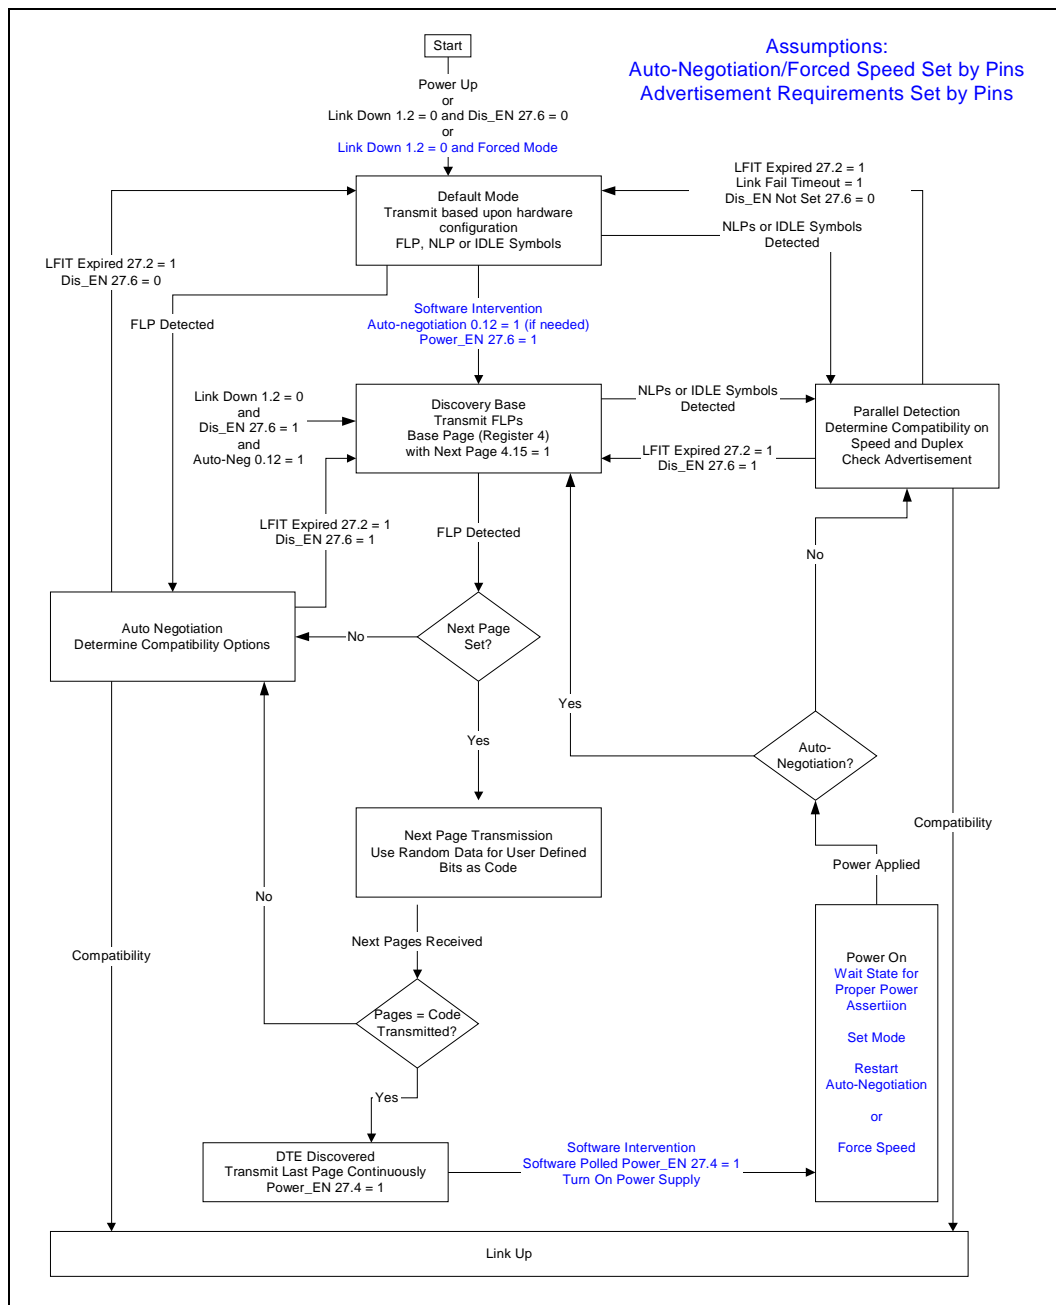 Start
Assumptions:
Auto-Negotiation/Forced Speed Set by Pins
Advertisement Requirements Set by Pins
Power Up
or
Link Down 1.2 = 0 and Dis_EN 27.6 = 0
or
Link Down 1.2 = 0 and Forced Mode
Default Mode
Transmit based upon hardware
configuration
FLP, NLP or IDLE Symbols
LFIT Expired 27.2 = 1
Link Fail Timeout = 1
Dis_EN Not Set 27.6 = 0
NLPs or IDLE Symbols
Detected
LFIT Expired 27.2 = 1
Dis_EN 27.6 = 0
FLP Detected
Software Intervention
Auto-negotiation 0.12 = 1 (if needed)
Power_EN 27.6 = 1
Link Down 1.2 = 0
and
Dis_EN 27.6 = 1
and
Auto-Neg 0.12 = 1
Discovery Base
Transmit FLPs
Base Page (Register 4)
with Next Page 4.15 = 1
NLPs or IDLE Symbols
Detected
LFIT Expired 27.2 = 1
Dis_EN 27.6 = 1
Parallel Detection
Determine Compatibility on
Speed and Duplex
Check Advertisement
LFIT Expired 27.2 = 1
Dis_EN 27.6 = 1
FLP Detected
No
Auto Negotiation
Determine Compatibility Options
No
Next Page
Set?
Yes
Yes
Auto-
Negotiation?
Next Page Transmission
Use Random Data for User Defined
Bits as Code
Compatibility
Power Applied
No
Next Pages Received
Compatibility
Pages = Code
Transmitted?
Power On
Wait State for
Proper Power
Assertiion
Set Mode
Restart
Auto-Negotiation
or
Force Speed
Yes
DTE Discovered
Transmit Last Page Continuously
Power_EN 27.4 = 1
Software Intervention
Software Polled Power_EN 27.4 = 1
Turn On Power Supply
Link Up